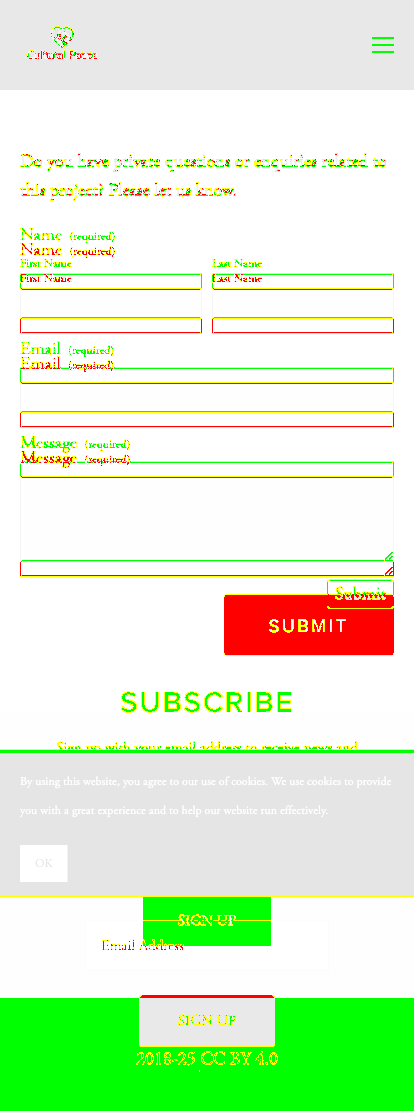 Cultural Ponds
Do you have private questions or enquiries related to
this project? Please let us know.
Name (required)
Name (required)
First Name Last Name
First Name Last Name
Email (required)
Email (required)
Message (required)
Message (required)
Submit
SUBMIT
SUBSCRIBE
Sign up with your email address to receive news and
By using this website, you agree to our use of cookies. We use cookies to provide
you with a great experience and to help our website run effectively.
OK
SIGN UP
Email Address
SIGN UP
2018-25 CC BY 4.0